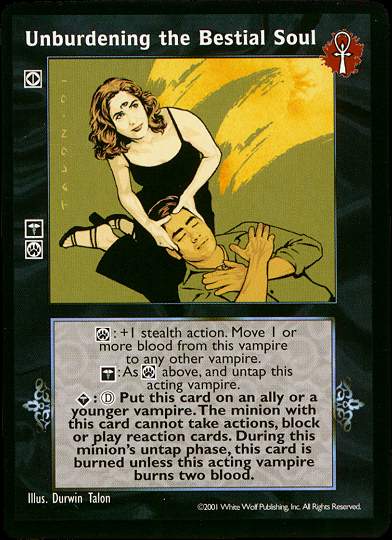 Unburdening the Bestial Soul
TALON·01
: +1 stealth action. Move 1 or
more blood from this vampire
to any other vampire.
:As above, and untap this
acting vampire.
: D Put this card on an ally or a
younger vampire. The minion with
this card cannot take actions, block
or play reaction cards. During this
minion's untap phase, this card is
burned unless this acting vampire
burns two blood.
Illus. Durwin Talon
©2001 White Wolf Publishing, Inc. All Rights Reserved.